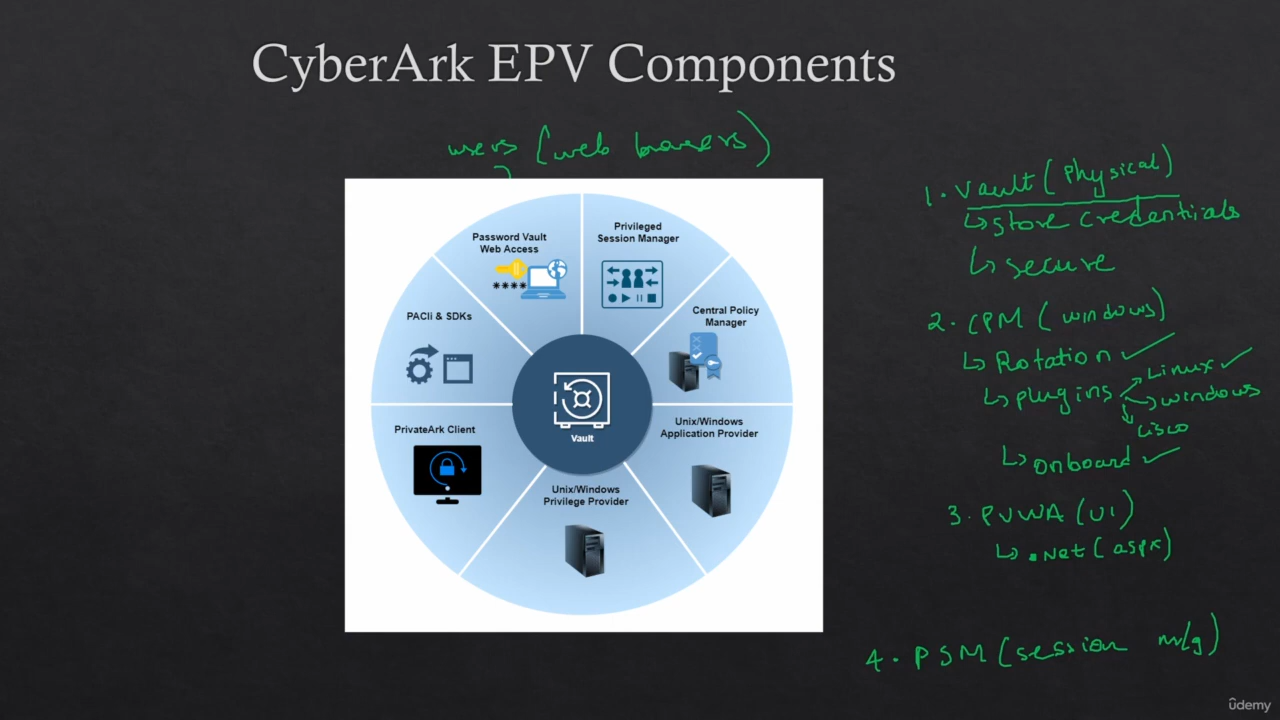 CyberArk EPV Components
users (web browsers)
Password Vault
Web Access
Privileged
Session Manager
PACli & SDKs
Central Policy
Manager
PrivateArk Client
Vault
Unix/Windows
Application Provider
Unix/Windows
Privilege Provider
1. Vault (Physical)
↳ store credentials
↳ secure
2. CPM (windows)
↳ Rotation ✓
↳ plugins
Linux ✓
windows
Cisco
↳ onboard ✓
3. PVWA (UI)
↳ .Net (aspx)
4. PSM (session m/g)
ûdemy